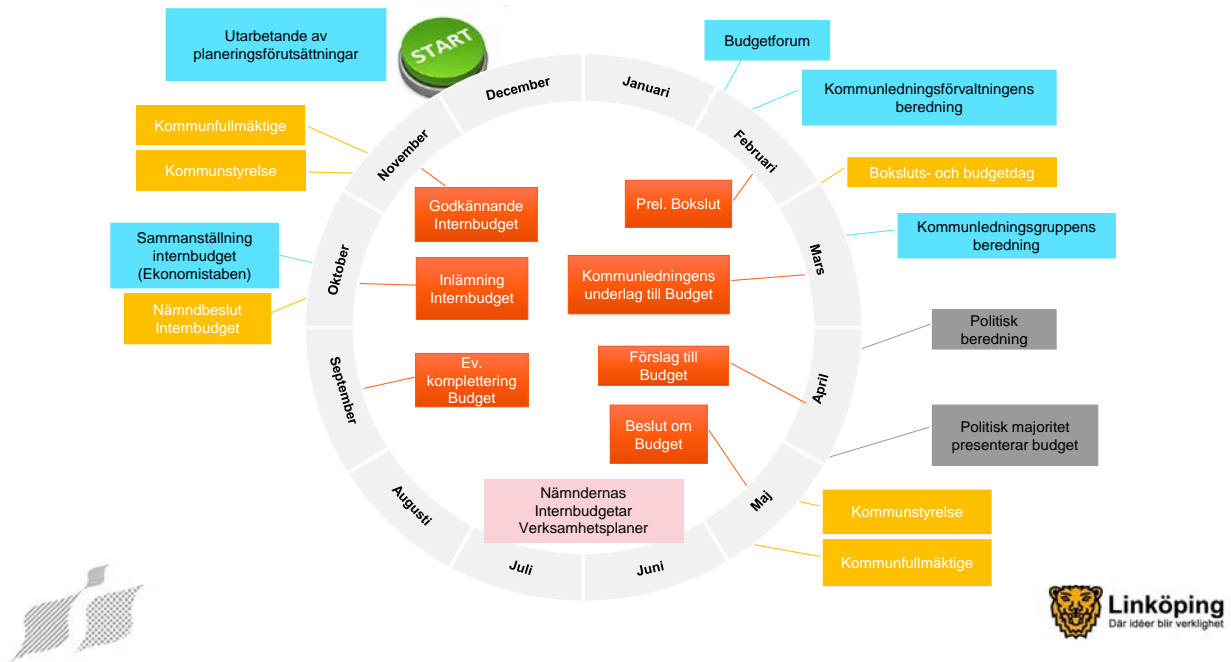 Utarbetande av
planeringsförutsättningar
START
Budgetforum
Kommunledningsförvaltningens
beredning
Boksluts- och budgetdag
Kommunledningsgruppens
beredning
Politisk
beredning
Politisk majoritet
presenterar budget
Kommunstyrelse
Kommunfullmäktige
Kommunfullmäktige
Kommunstyrelse
Sammanställning
internbudget
(Ekonomistaben)
Nämndbeslut
Internbudget
Januari
Februari
Mars
April
Maj
Juni
Juli
Augusti
September
Oktober
November
December
Prel. Bokslut
Kommunledningens
underlag till Budget
Förslag till
Budget
Beslut om
Budget
Nämndernas
Internbudgetar
Verksamhetsplaner
Ev.
komplettering
Budget
Inlämning
Internbudget
Godkännande
Internbudget
Linköping
Där idéer blir verklighet